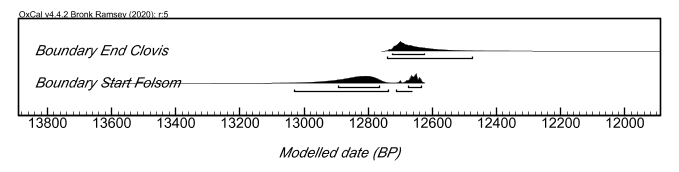 OxCal v4.4.2 Bronk Ramsey (2020); r:5
Boundary End Clovis
Boundary Start Folsom
13800 13600 13400 13200 13000 12800 12600 12400 12200 12000
Modelled date (BP)